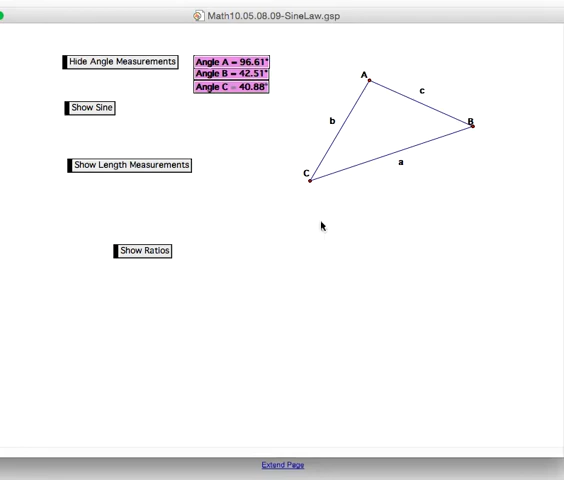 Math10.05.08.09-SineLaw.gsp
Hide Angle Measurements
Angle A = 96.61°
Angle B = 42.51°
Angle C = 40.88°
Show Sine
Show Length Measurements
Show Ratios
A
c
b
B
a
C
Extend Page